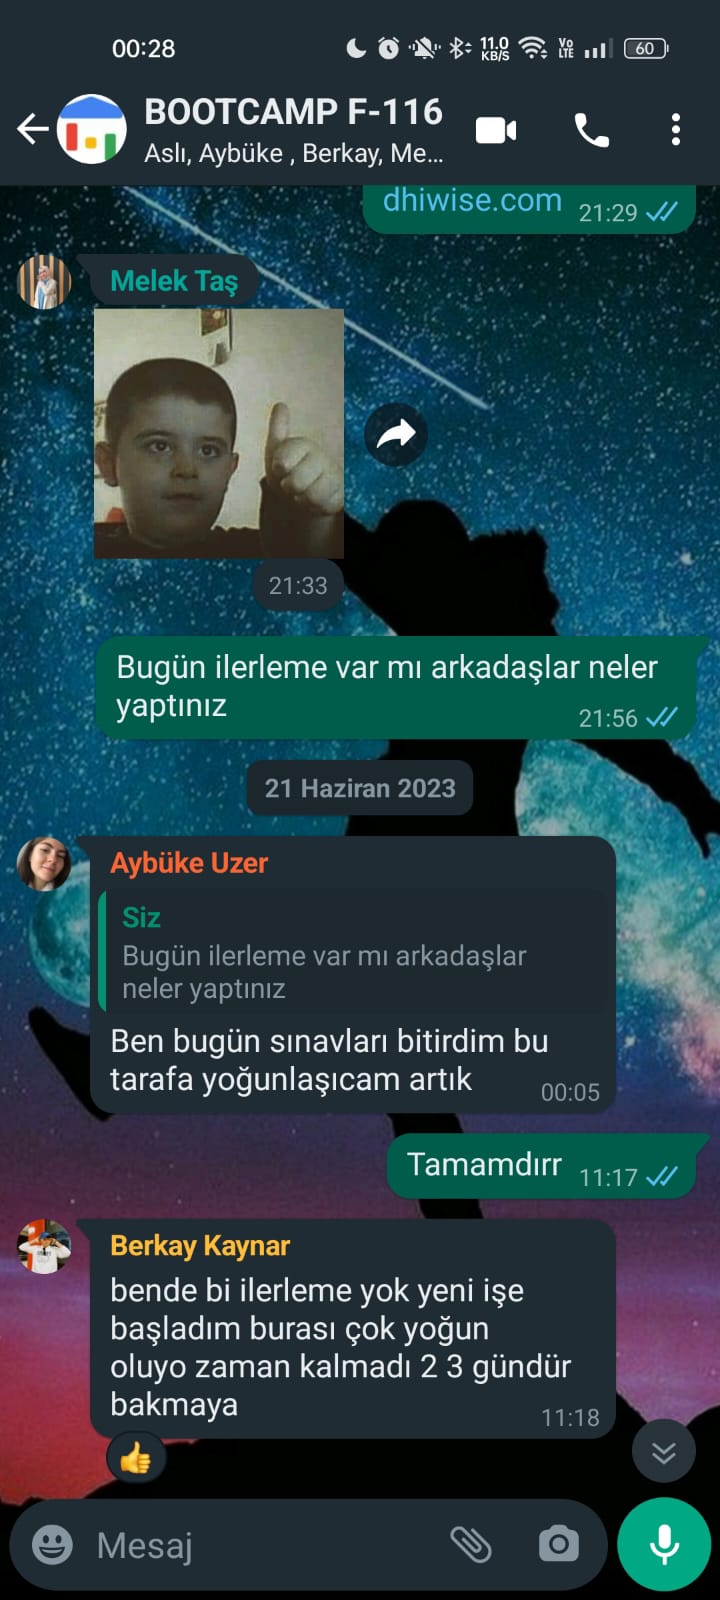 00:28
11.0
KB/S
Vo
LTE
60
BOOTCAMP F-116
Aslı, Aybüke , Berkay, Me...
dhiwise.com 21:29
Melek Taş
21:33
Bugün ilerleme var mı arkadaşlar neler
yaptınız
21:56
21 Haziran 2023
Aybüke Uzer
Siz
Bugün ilerleme var mı arkadaşlar
neler yaptınız
Ben bugün sınavları bitirdim bu
tarafa yoğunlaşıcam artık
00:05
Tamamdırr 11:17
Berkay Kaynar
bende bi ilerleme yok yeni işe
başladım burası çok yoğun
oluyo zaman kalmadı 2 3 gündür
bakmaya
11:18
Mesaj